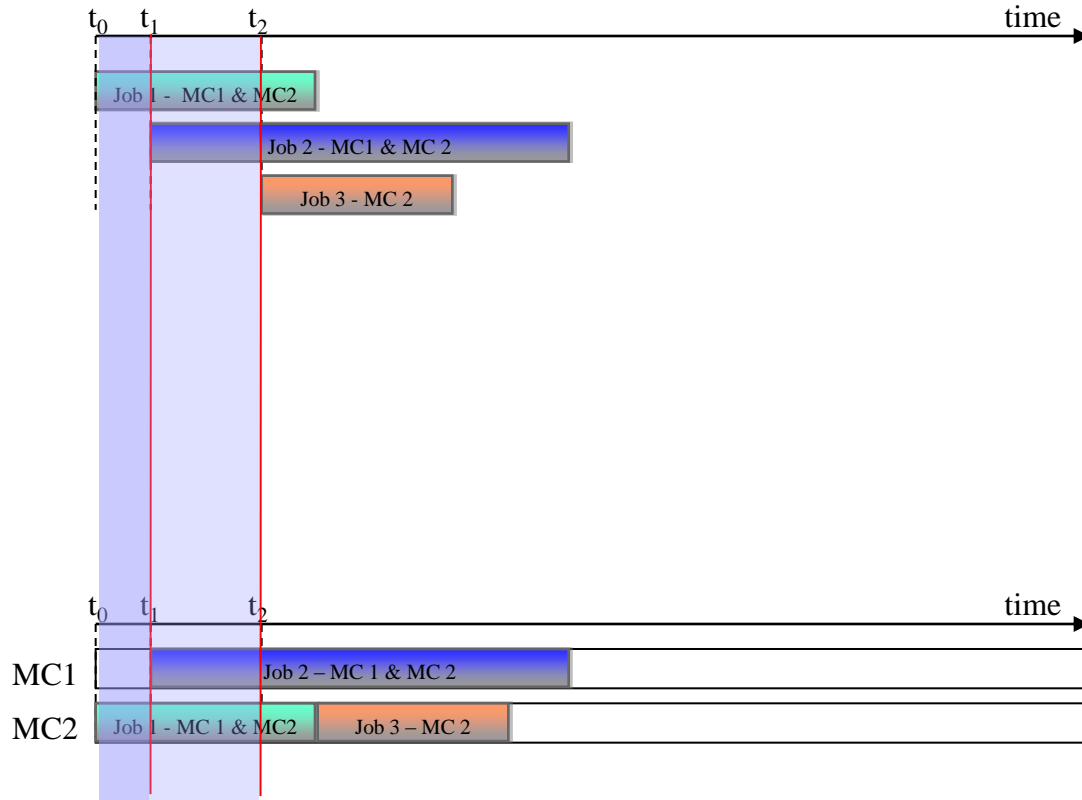 t₀ t₁ t₂ time
Job 1 - MC1 & MC2
Job 2 - MC1 & MC 2
Job 3 - MC 2
t₀ t₁ t₂ time
MC1 Job 2 – MC 1 & MC 2
MC2 Job 1 - MC 1 & MC2 Job 3 – MC 2